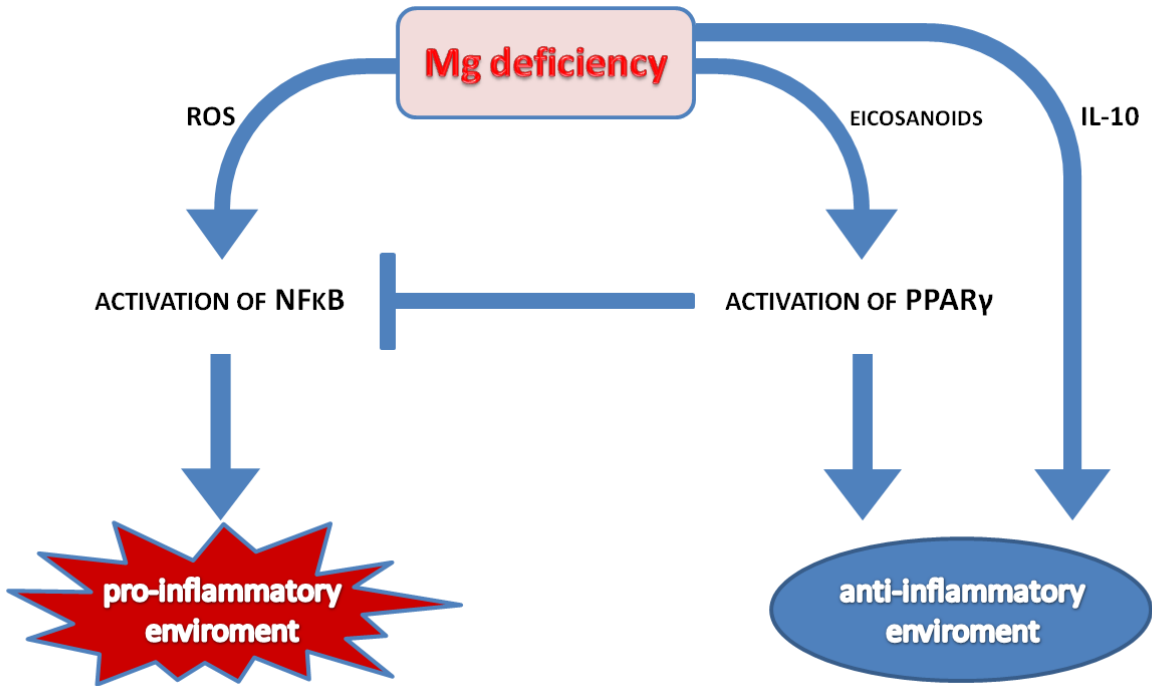 Mg deficiency
ROS
EICOSANOIDS
IL-10
ACTIVATION OF NFκB
ACTIVATION OF PPARγ
pro-inflammatory
enviroment
anti-inflammatory
enviroment